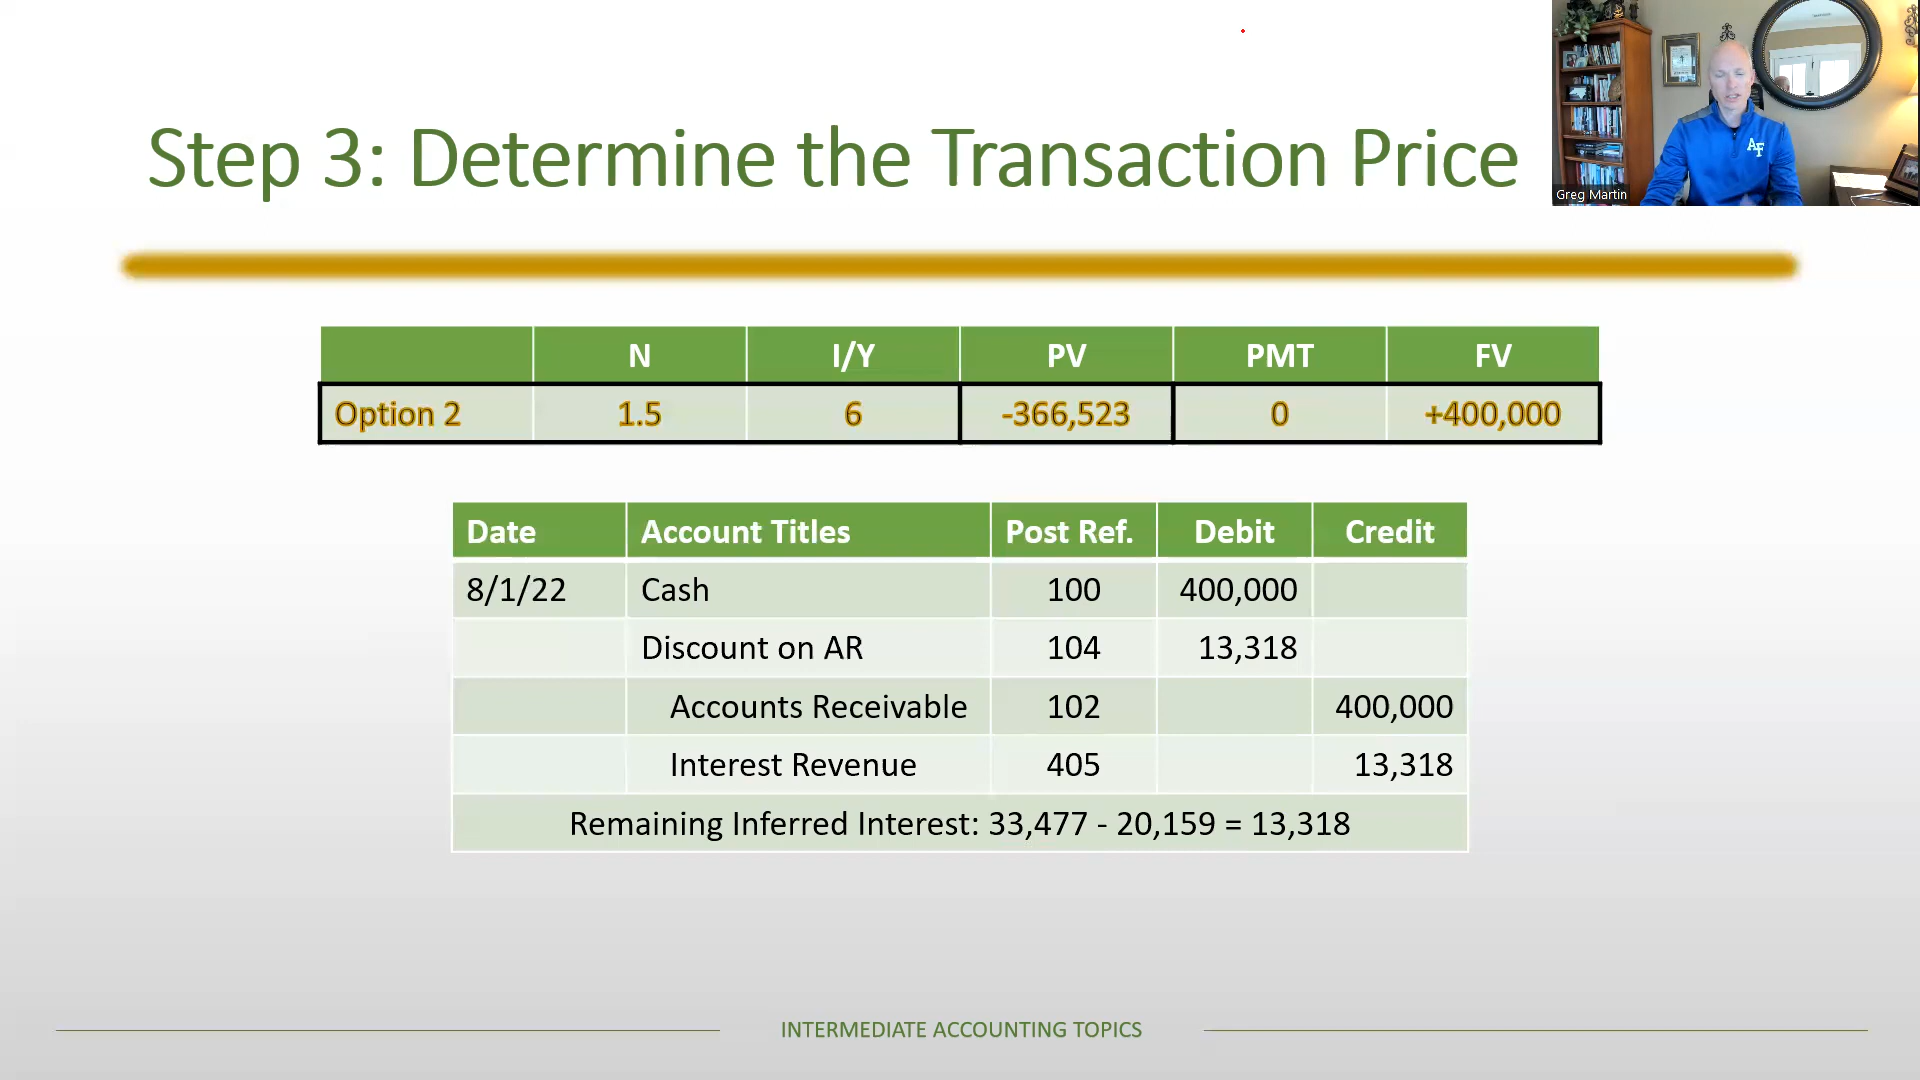 Step 3: Determine the Transaction Price
AF
Greg Martin
N I/Y PV PMT FV
Option 2 1.5 6 -366,523 0 +400,000
Date Account Titles Post Ref. Debit Credit
8/1/22 Cash 100 400,000
Discount on AR 104 13,318
Accounts Receivable 102 400,000
Interest Revenue 405 13,318
Remaining Inferred Interest: 33,477 - 20,159 = 13,318
INTERMEDIATE ACCOUNTING TOPICS